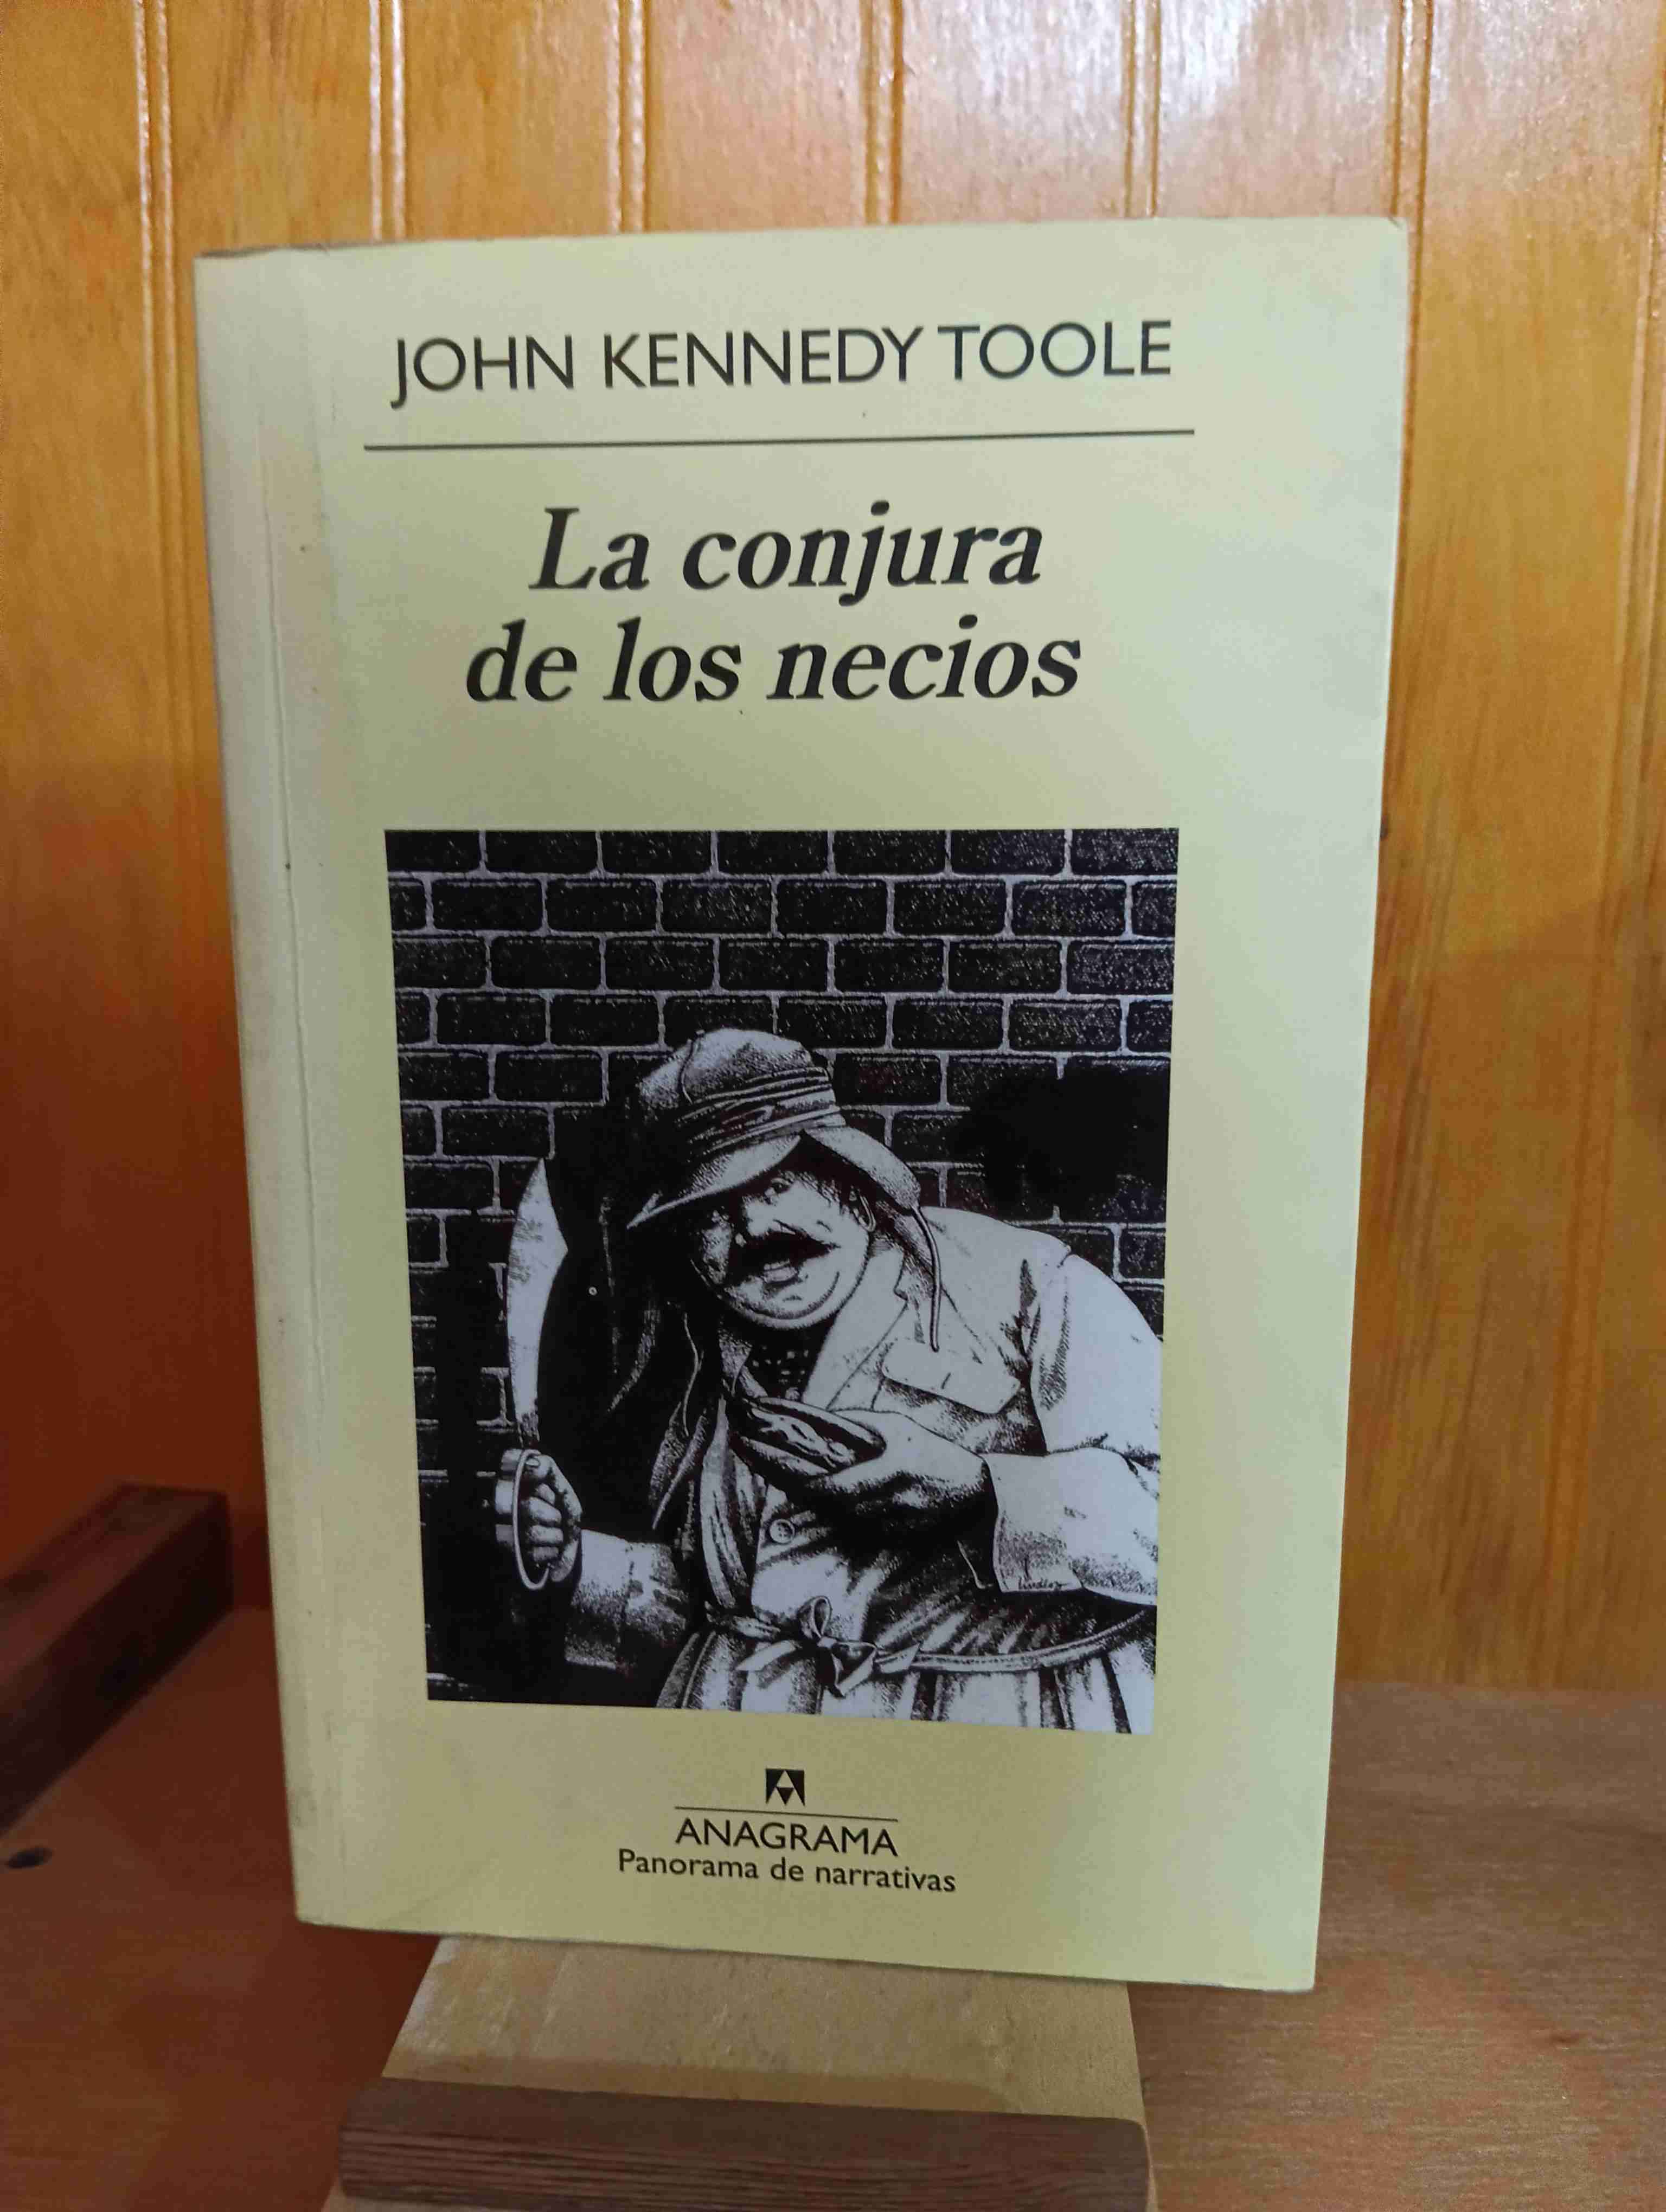 JOHN KENNEDY TOOLE
La conjura
de los necios
ANAGRAMA
Panorama de narrativas